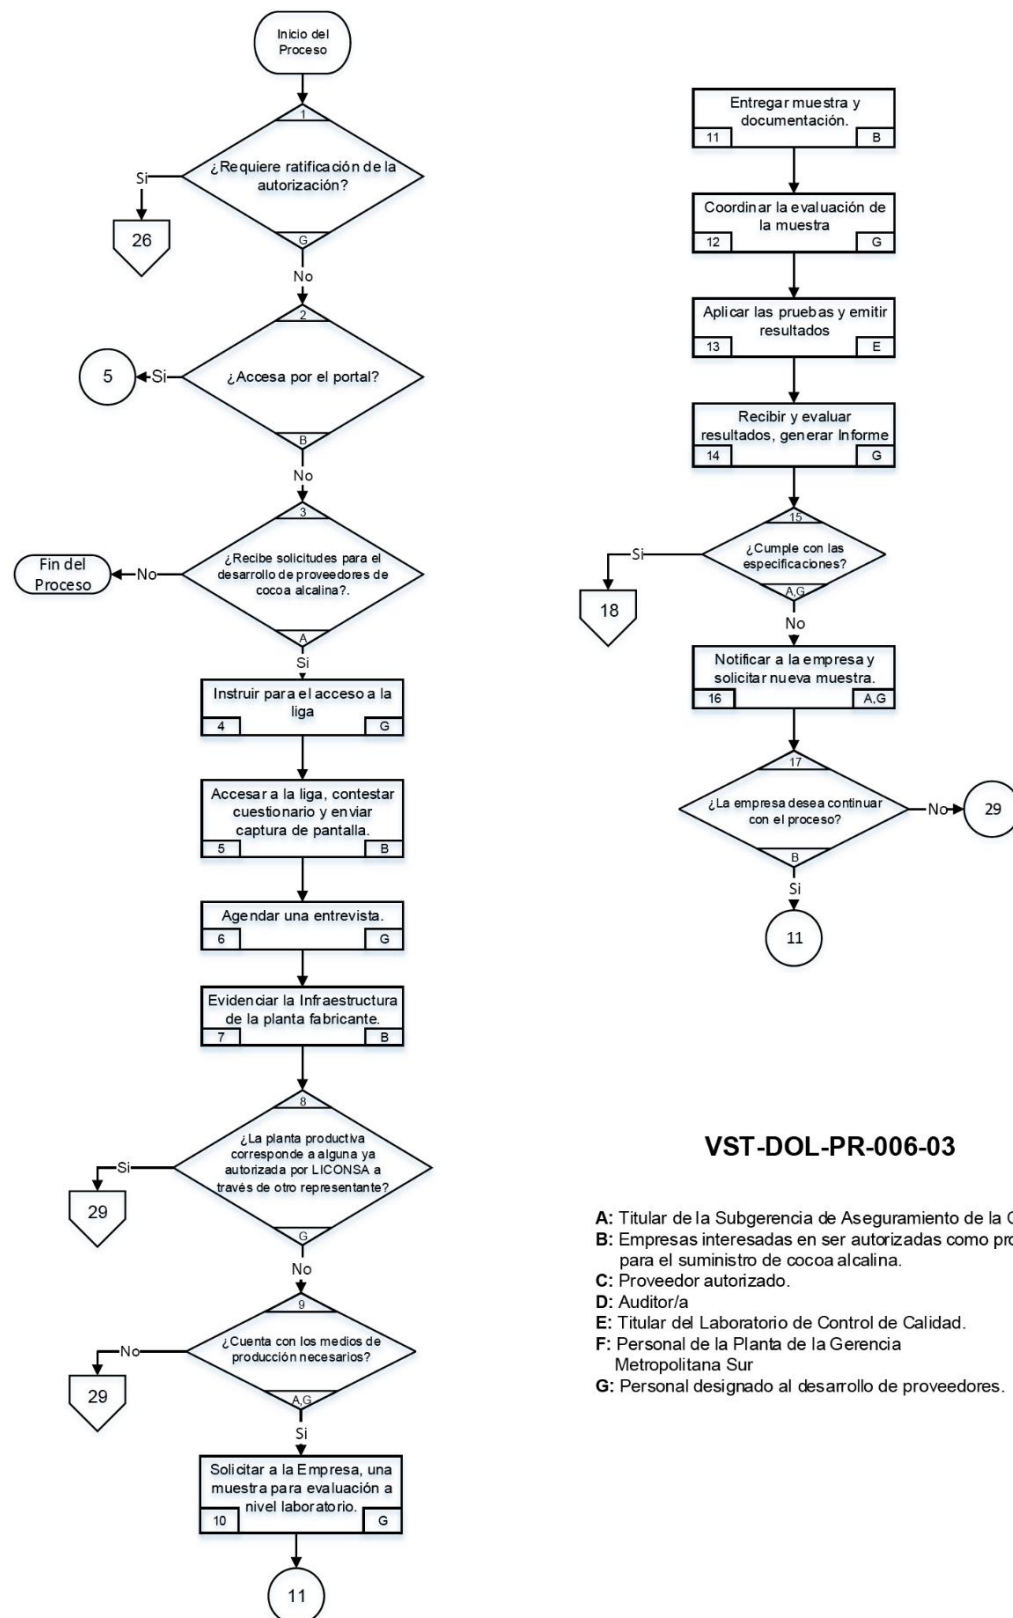 Inicio del
Proceso
1
¿Requiere ratificación de la
autorización?
G
Si
26
No
2
¿Accesa por el portal?
B
Si
5
No
3
¿Recibe solicitudes para el
desarrollo de proveedores de
cocoa alcalina?.
A
No
Fin del
Proceso
Si
Instruir para el acceso a la
liga
4
G
Accesar a la liga, contestar
cuestionario y enviar
captura de pantalla.
5
B
Agendar una entrevista.
6
G
Evidenciar la Infraestructura
de la planta fabricante.
7
B
8
¿La planta productiva
corresponde a alguna ya
autorizada por LICONSA a
través de otro representante?
G
Si
29
No
9
¿Cuenta con los medios de
producción necesarios?
A,G
No
29
Si
Solicitar a la Empresa, una
muestra para evaluación a
nivel laboratorio.
10
G
11
Entregar muestra y
documentación.
11
B
Coordinar la evaluación de
la muestra
12
G
Aplicar las pruebas y emitir
resultados
13
E
Recibir y evaluar
resultados, generar Informe
14
G
15
¿Cumple con las
especificaciones?
A,G
Si
18
No
Notificar a la empresa y
solicitar nueva muestra.
16
A,G
17
¿La empresa desea continuar
con el proceso?
B
No
29
Si
11
VST-DOL-PR-006-03
A: Titular de la Subgerencia de Aseguramiento de la
B: Empresas interesadas en ser autorizadas como
para el suministro de cocoa alcalina.
C: Proveedor autorizado.
D: Auditor/a
E: Titular del Laboratorio de Control de Calidad.
F: Personal de la Planta de la Gerencia
Metropolitana Sur
G: Personal designado al desarrollo de proveedores.